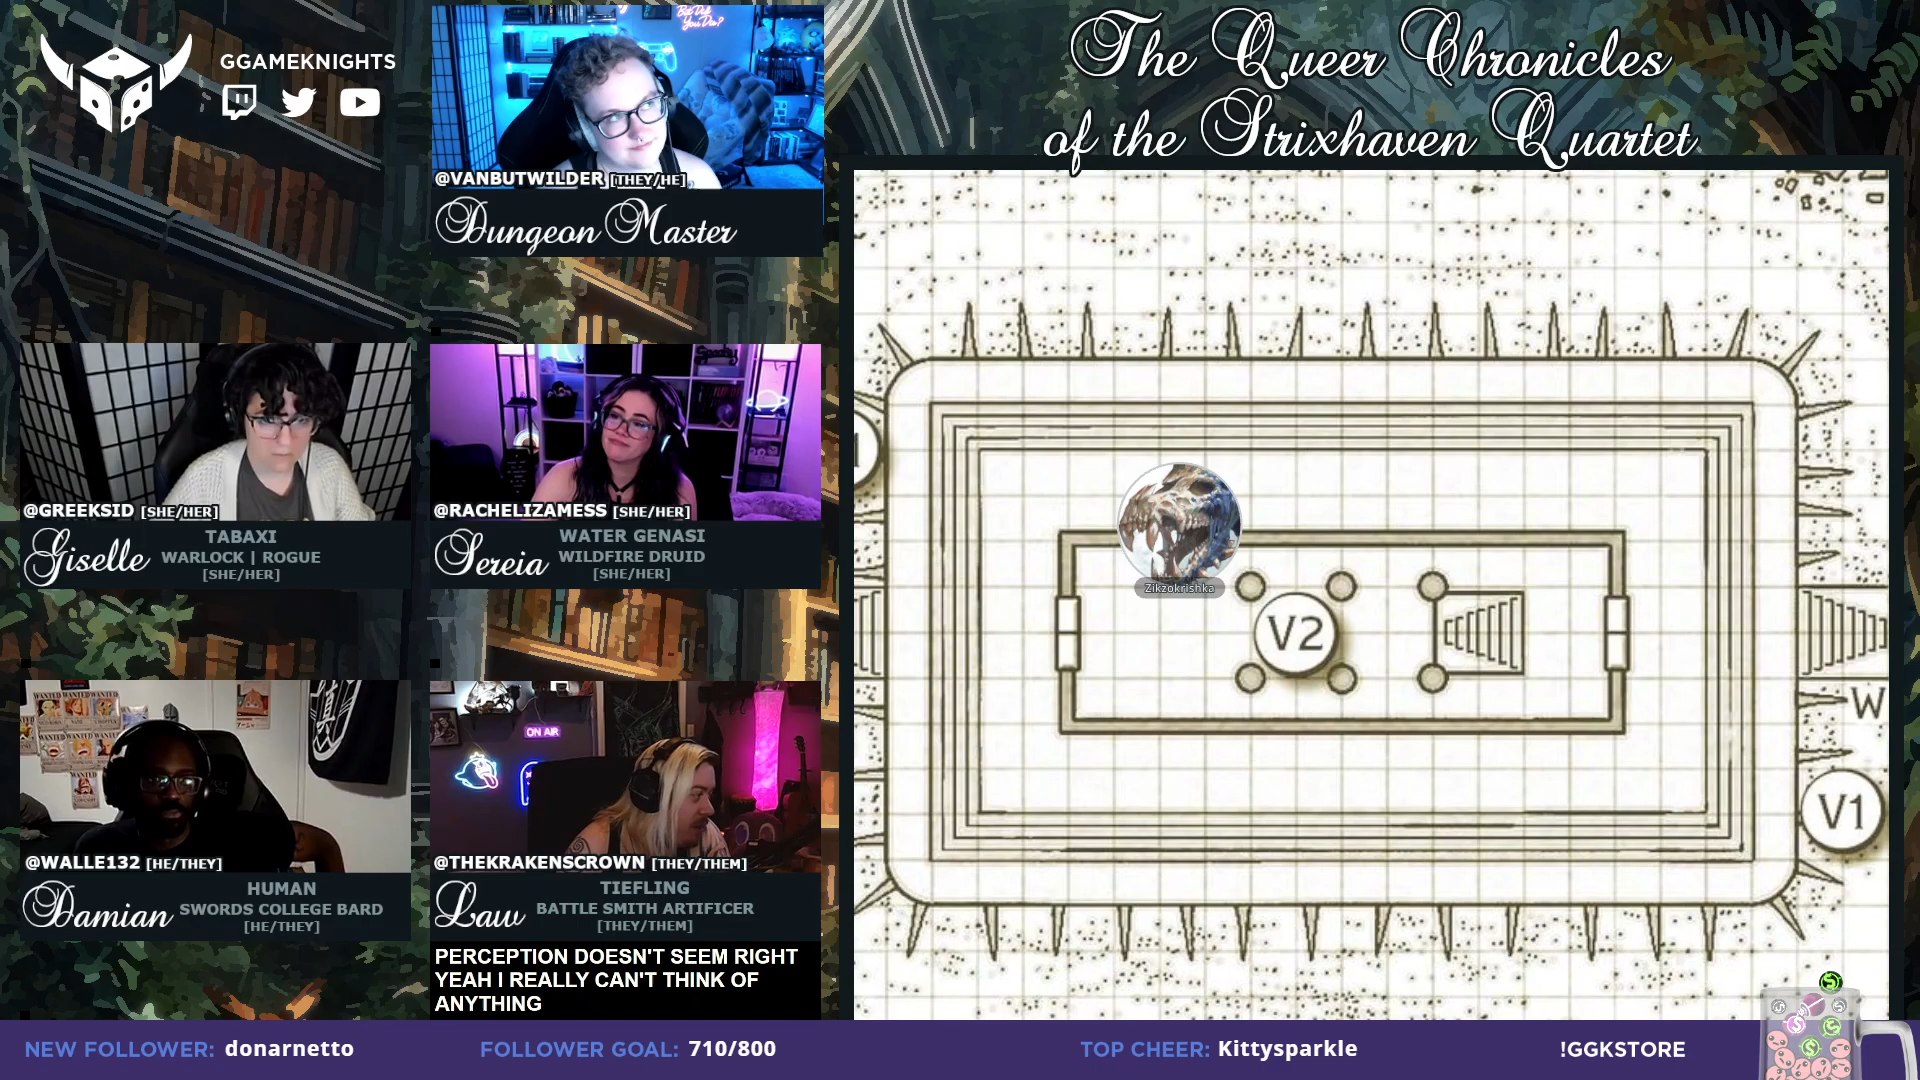 GGAMEKNIGHTS
The Queer Chronicles
of the Strixhaven Quartet
@VANBUTWILDER [THEY/HE]
Dungeon Master
@GREEKSID [SHE/HER]
Giselle
TABAXI
WARLOCK | ROGUE
[SHE/HER]
@RACHELIZAMESS [SHE/HER]
Sereia
WATER GENASI
WILDFIRE DRUID
[SHE/HER]
@WALLE132 [HE/THEY]
Damian
HUMAN
SWORDS COLLEGE BARD
[HE/THEY]
ON AIR
@THEKRAKENSCROWN [THEY/THEM]
Law
TIEFLING
BATTLE SMITH ARTIFICER
[THEY/THEM]
PERCEPTION DOESN'T SEEM RIGHT
YEAH I REALLY CAN'T THINK OF
ANYTHING
Zikzokrishka
V2
W
V1
NEW FOLLOWER: donarnetto
FOLLOWER GOAL: 710/800
TOP CHEER: Kittysparkle
!GGKSTORE